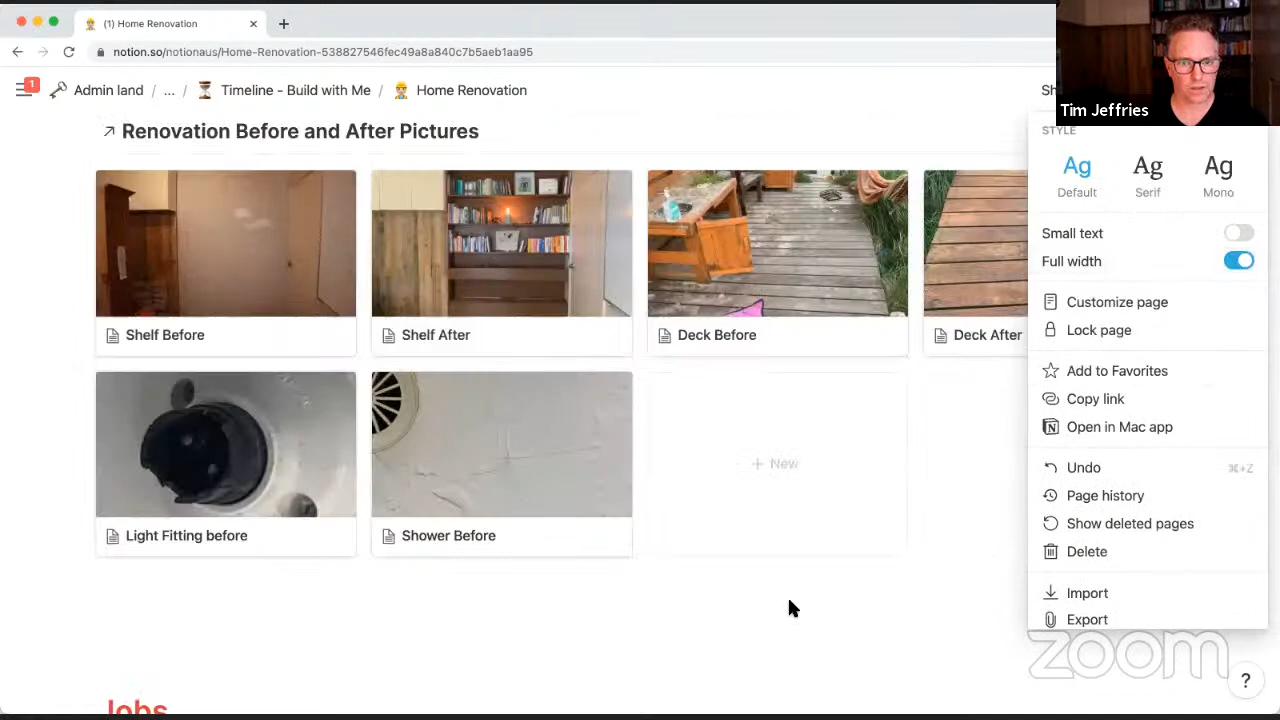 (1) Home Renovation
notion.so/notionaus/Home-Renovation-538827546fec49a8a840c7b5aeb1aa95
1
Admin land / ... / Timeline - Build with Me / Home Renovation
Sh
Tim Jeffries
Renovation Before and After Pictures
Shelf Before
Shelf After
Deck Before
Deck After
Light Fitting before
Shower Before
+ New
Jobs
STYLE
Ag Ag Ag
Default Serif Mono
Small text
Full width
Customize page
Lock page
Add to Favorites
Copy link
Open in Mac app
Undo ⌘+Z
Page history
Show deleted pages
Delete
Import
Export
zoom
?